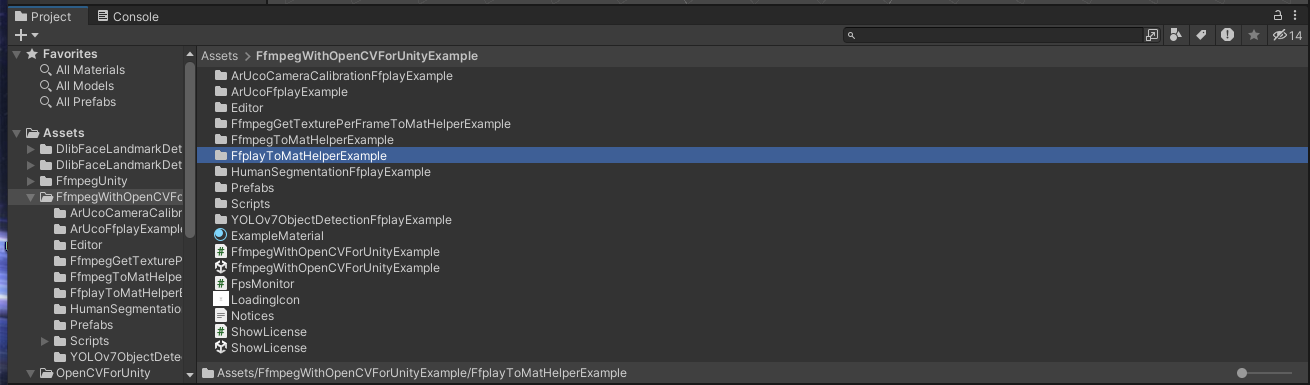 Project Console
14
Favorites
All Materials
All Models
All Prefabs
Assets
DlibFaceLandmarkDet
DlibFaceLandmarkDet
FfmpegUnity
FfmpegWithOpenCVFo
ArUcoCameraCalibr
ArUcoFfplayExample
Editor
FfmpegGetTextureP
FfmpegToMatHelpe
FfplayToMatHelperE
HumanSegmentatio
Prefabs
Scripts
YOLOv7ObjectDetec
OpenCVForUnity
Assets > FfmpegWithOpenCVForUnityExample
ArUcoCameraCalibrationFfplayExample
ArUcoFfplayExample
Editor
FfmpegGetTexturePerFrameToMatHelperExample
FfmpegToMatHelperExample
FfplayToMatHelperExample
HumanSegmentationFfplayExample
Prefabs
Scripts
YOLOv7ObjectDetectionFfplayExample
ExampleMaterial
FfmpegWithOpenCVForUnityExample
FfmpegWithOpenCVForUnityExample
FpsMonitor
LoadingIcon
Notices
ShowLicense
ShowLicense
Assets/FfmpegWithOpenCVForUnityExample/FfplayToMatHelperExample